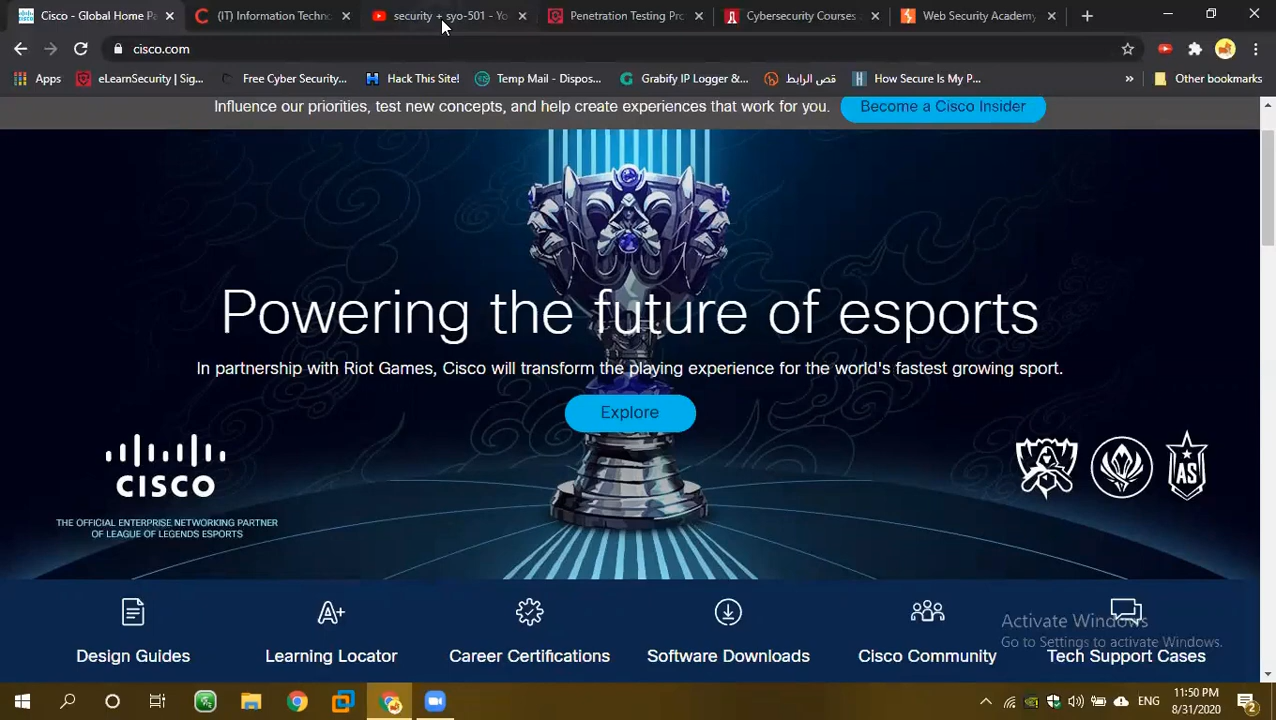 Cisco - Global Home P
(IT) Information Techn
security + syo-501 - Yo
Penetration Testing Pro
Cybersecurity Courses
Web Security Academy
cisco.com
Apps
eLearnSecurity | Sig...
Free Cyber Security...
Hack This Site!
Temp Mail - Dispos...
Grabify IP Logger &...
قص الرابط
How Secure Is My P...
»
Other bookmarks
Influence our priorities, test new concepts, and help create experiences that work for you.
Become a Cisco Insider
Powering the future of esports
In partnership with Riot Games, Cisco will transform the playing experience for the world's fastest growing sport.
Explore
CISCO
THE OFFICIAL ENTERPRISE NETWORKING PARTNER
OF LEAGUE OF LEGENDS ESPORTS
AS
Design Guides
Learning Locator
Career Certifications
Software Downloads
Cisco Community
Tech Support Cases
Activate Windows
Go to Settings to activate Windows.
ENG
11:50 PM
8/31/2020
2